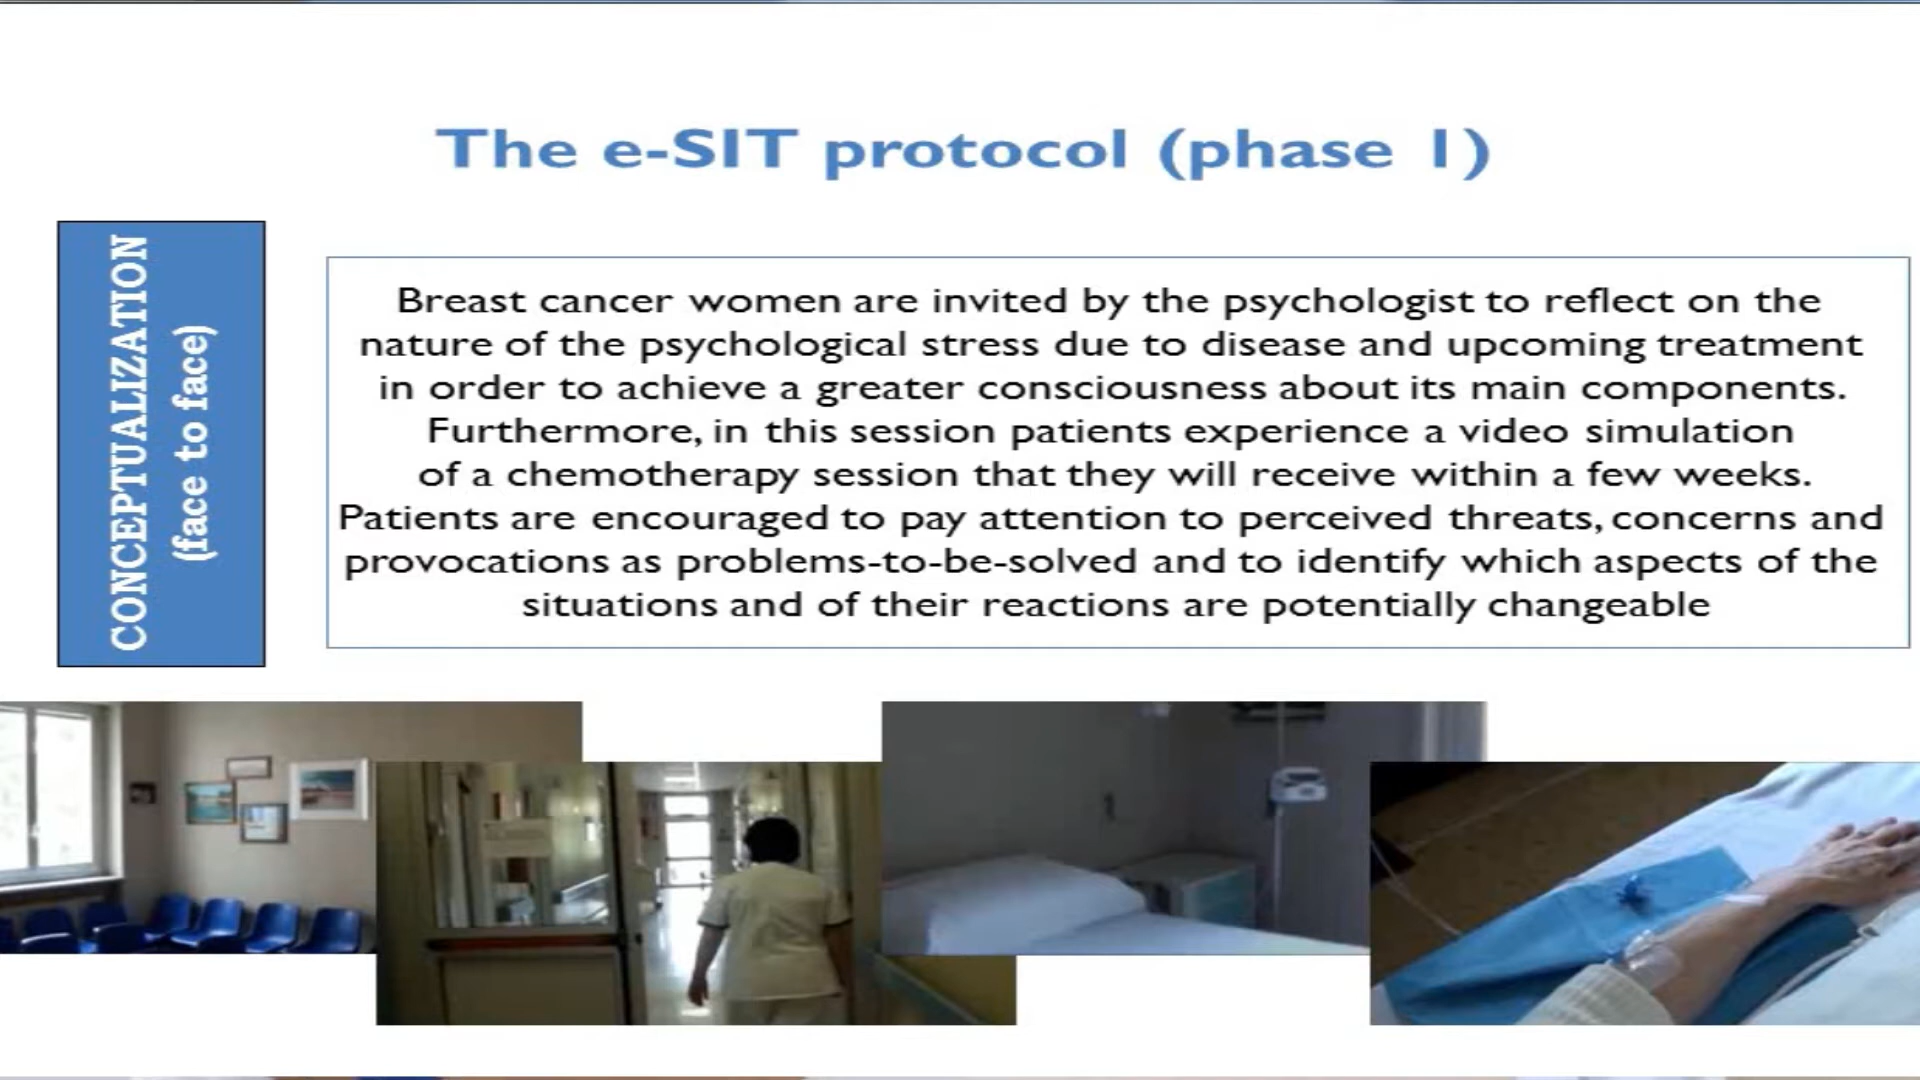 The e-SIT protocol (phase 1)
CONCEPTUALIZATION
(face to face)
Breast cancer women are invited by the psychologist to reflect on the
nature of the psychological stress due to disease and upcoming treatment
in order to achieve a greater consciousness about its main components.
Furthermore, in this session patients experience a video simulation
of a chemotherapy session that they will receive within a few weeks.
Patients are encouraged to pay attention to perceived threats, concerns and
provocations as problems-to-be-solved and to identify which aspects of the
situations and of their reactions are potentially changeable